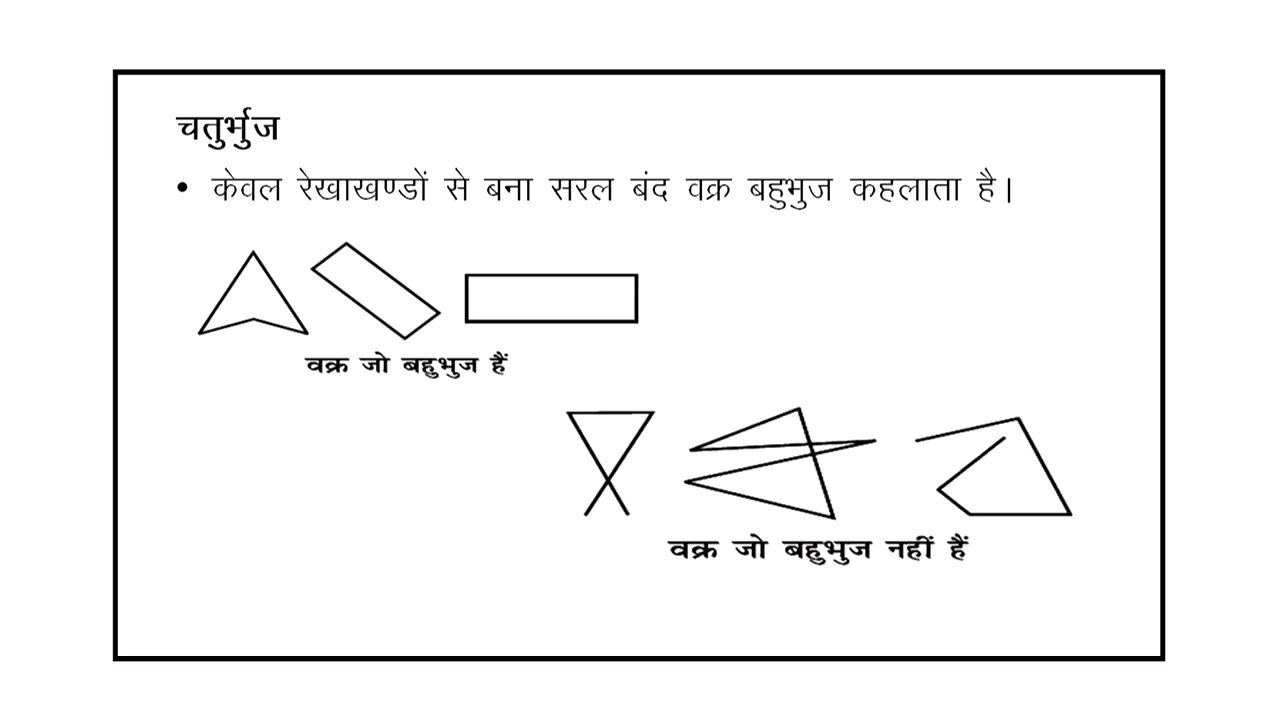 चतुर्भुज
• केवल रेखाखण्डों से बना सरल बंद वक्र बहुभुज कहलाता है।
वक्र जो बहुभुज हैं
वक्र जो बहुभुज नहीं हैं